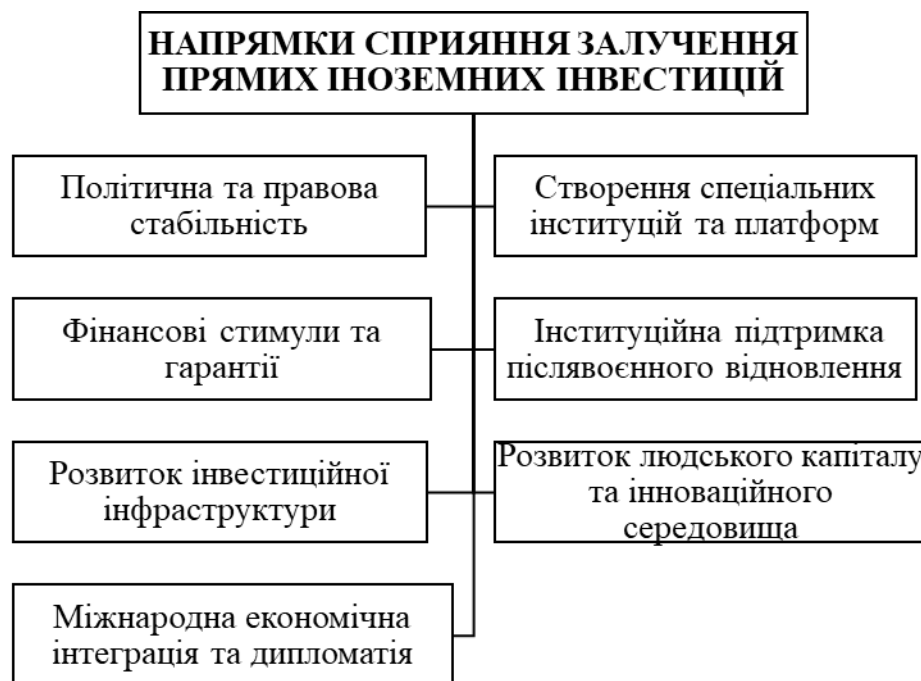 НАПРЯМКИ СПРИЯННЯ ЗАЛУЧЕННЯ
ПРЯМИХ ІНОЗЕМНИХ ІНВЕСТИЦІЙ
Політична та правова
стабільність
Створення спеціальних
інституцій та платформ
Фінансові стимули та
гарантії
Інституційна підтримка
післявоєнного відновлення
Розвиток інвестиційної
інфраструктури
Розвиток людського капіталу
та інноваційного
середовища
Міжнародна економічна
інтеграція та дипломатія